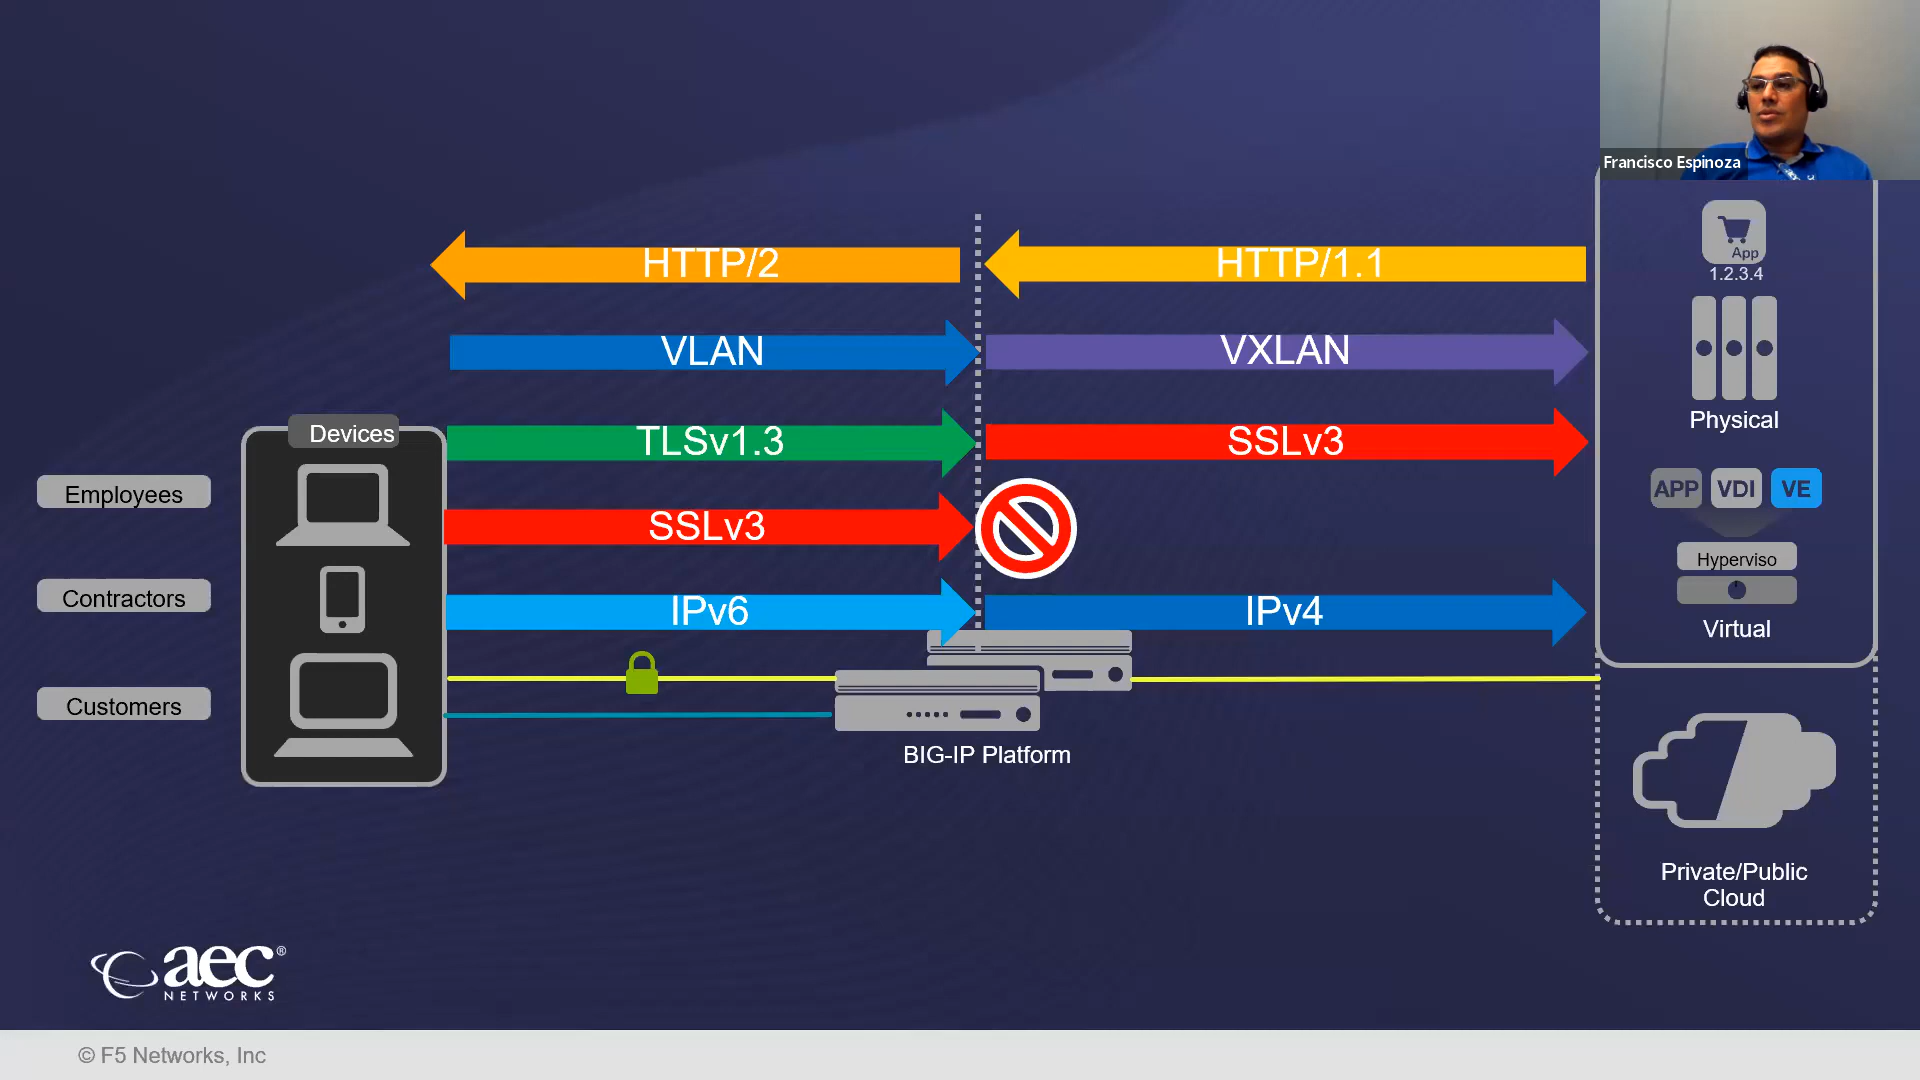 Francisco Espinoza
App
1.2.3.4
HTTP/2
HTTP/1.1
VLAN
VXLAN
Physical
Devices
TLSv1.3
SSLv3
Employees
APP
VDI
VE
SSLv3
Hyperviso
Contractors
IPv6
IPv4
Virtual
Customers
BIG-IP Platform
Private/Public
Cloud
aec®
NETWORKS
© F5 Networks, Inc